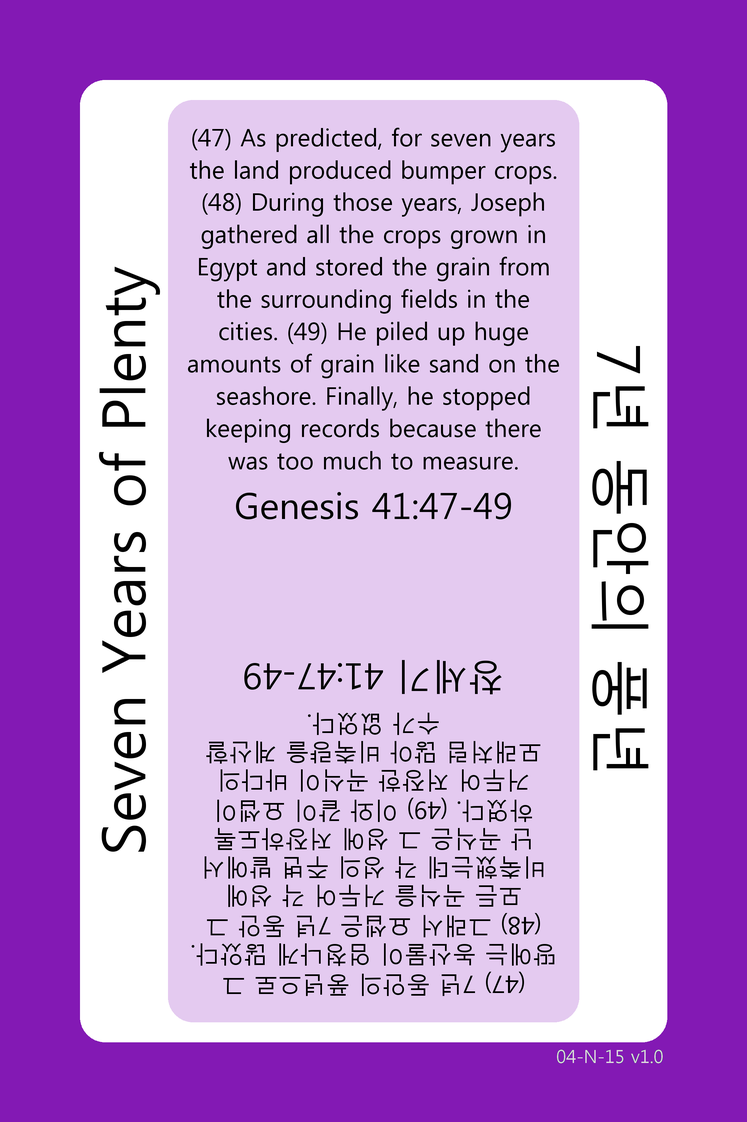 Seven Years of Plenty
(47) As predicted, for seven years
the land produced bumper crops.
(48) During those years, Joseph
gathered all the crops grown in
Egypt and stored the grain from
the surrounding fields in the
cities. (49) He piled up huge
amounts of grain like sand on the
seashore. Finally, he stopped
keeping records because there
was too much to measure.
Genesis 41:47-49
7년 동안의 풍년
(47) 7년 동안의 풍년으로 그
땅에는 농산물이 엄청나게 많았다.
(48) 그래서 요셉은 7년 동안 그
모든 곡식을 거두어 각 성에
비축했는데 각 성의 주변 밭에서
난 곡식은 그 성에 저장하도록
하였다. (49) 이와 같이 요셉이
거두어 저장한 곡식이 바다의
모래처럼 많아 비축량을 계산할
수가 없었다.
창세기 41:47-49
04-N-15 v1.0